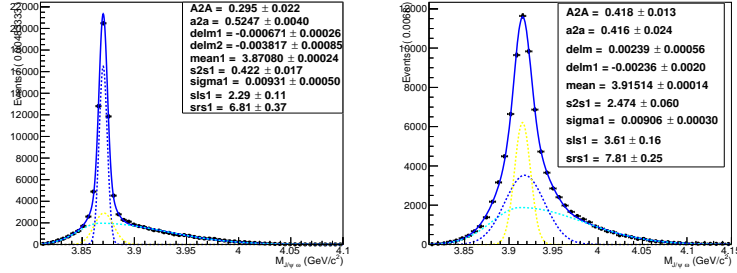 A2A = 0.295 ± 0.022
a2a = 0.5247 ± 0.0040
delm1 = -0.000671 ± 0.00026
delm2 = -0.003817 ± 0.00085
mean1 = 3.87080 ± 0.00024
s2s1 = 0.422 ± 0.017
sigma1 = 0.00931 ± 0.00050
sls1 = 2.29 ± 0.11
srs1 = 6.81 ± 0.37
22000
20000
18000
16000
14000
12000
10000
8000
6000
4000
2000
0
3.85 3.9 3.95 4 4.05 4.1
M J/ψ ω (GeV/c²)
A2A = 0.418 ± 0.013
a2a = 0.416 ± 0.024
delm = 0.00239 ± 0.00056
delm1 = -0.00236 ± 0.0020
mean = 3.91514 ± 0.00014
s2s1 = 2.474 ± 0.060
sigma1 = 0.00906 ± 0.00030
sls1 = 3.61 ± 0.16
srs1 = 7.81 ± 0.25
12000
10000
8000
6000
4000
2000
0
3.85 3.9 3.95 4 4.05 4.1 4.15
M J/ψ ω (GeV/c²)